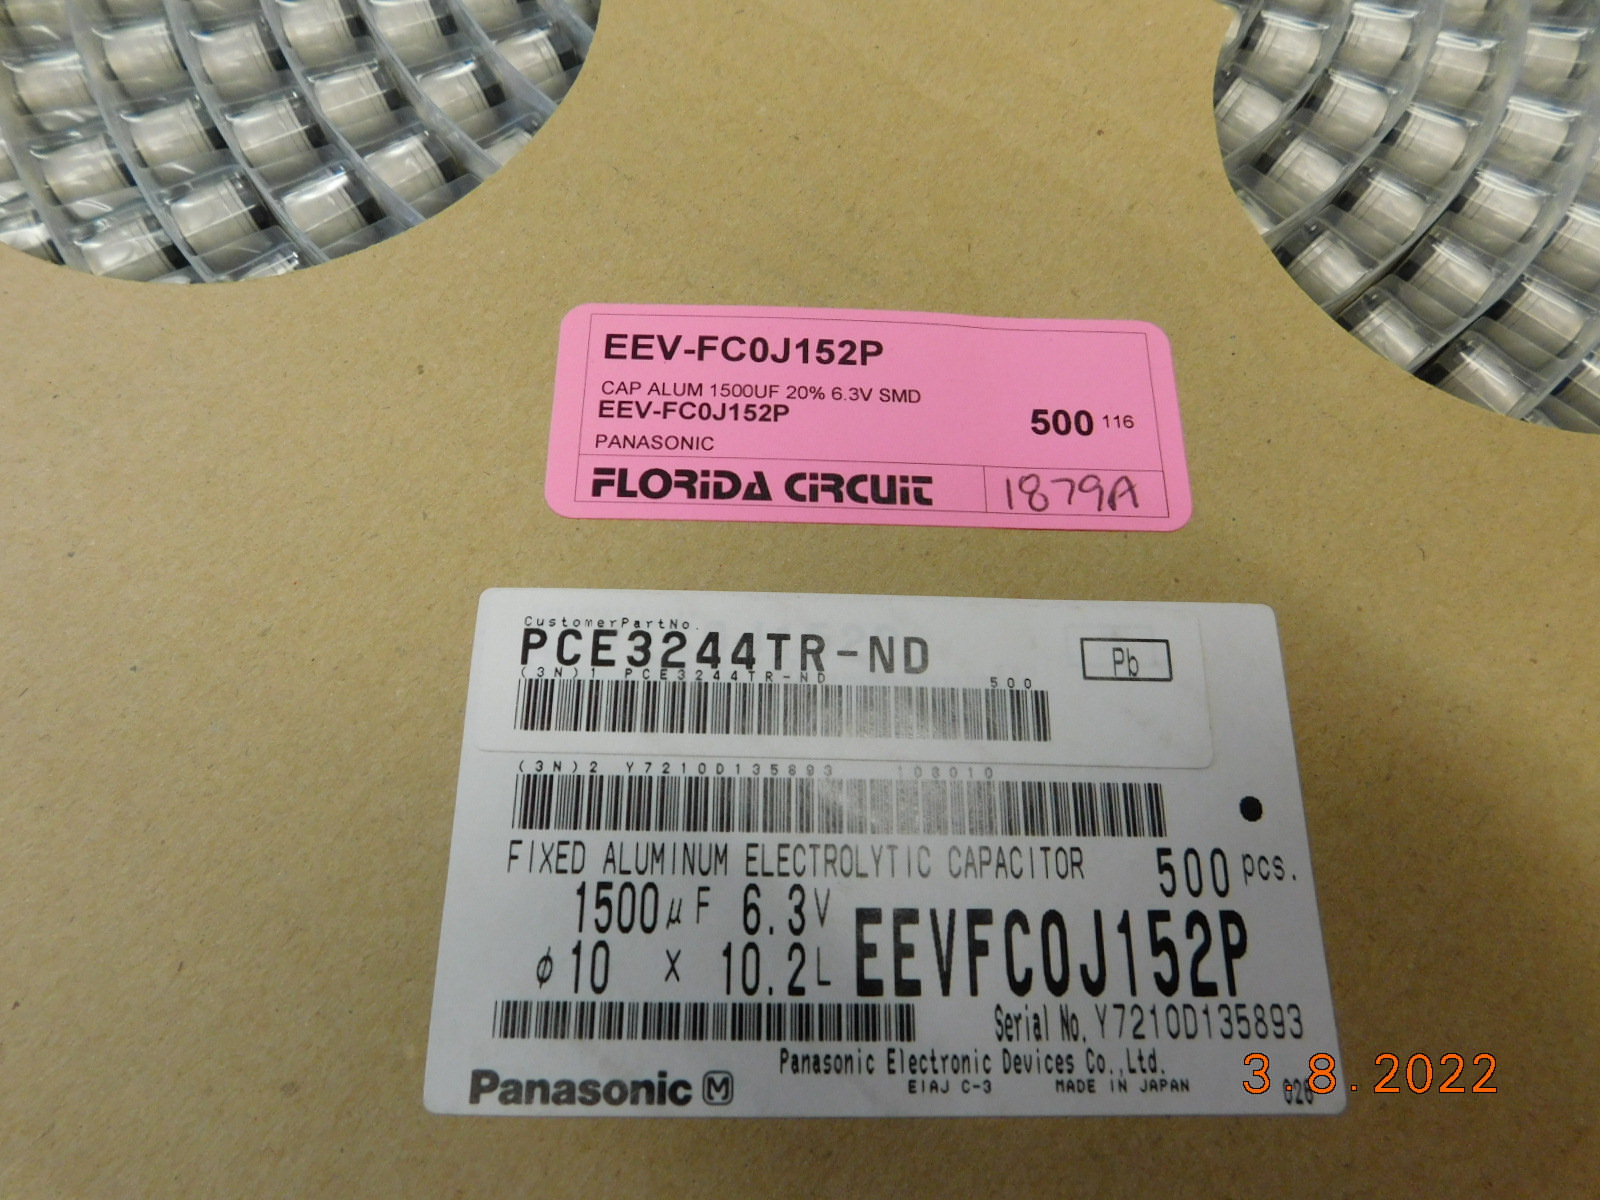 EEV-FC0J152P
CAP ALUM 1500UF 20% 6.3V SMD
EEV-FC0J152P
500 116
PANASONIC
FLORiDA CiRCUiT
1879A
CustomerPartNo.
PCE3244TR-ND
Pb
(3N)1 PCE3244TR-ND 500
(3N)2 Y7210D135893 108010
FIXED ALUMINUM ELECTROLYTIC CAPACITOR 500 pcs.
1500μF 6.3V
EEVFC0J152P
ϕ10 x 10.2L
Serial No. Y7210D135893
Panasonic Electronic Devices Co.,Ltd.
Panasonic M
EIAJ C-3 MADE IN JAPAN
3.8.2022